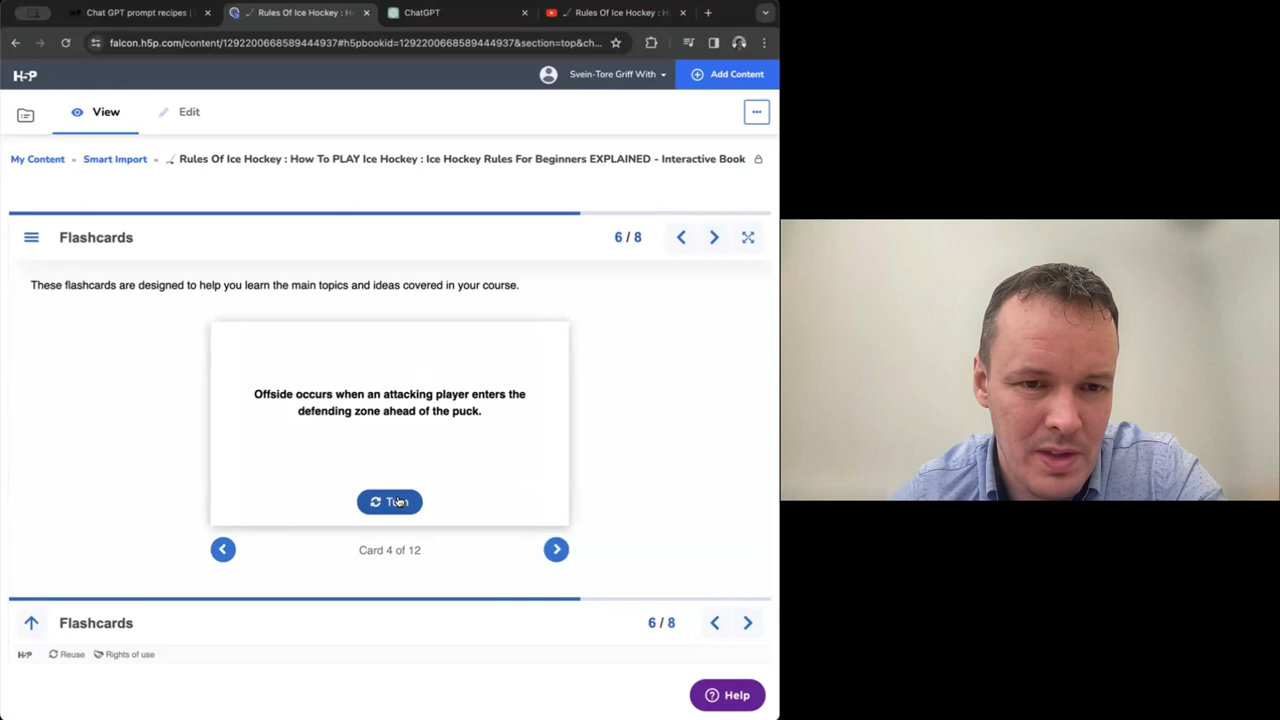 Chat GPT prompt recipes |
Rules Of Ice Hockey : H
ChatGPT
Rules Of Ice Hockey : H
falcon.h5p.com/content/1292200668589444937#h5pbookid=1292200668589444937&section=top&ch...
H5P
Svein-Tore Griff With
Add Content
View
Edit
My Content
Smart Import
Rules Of Ice Hockey : How To PLAY Ice Hockey : Ice Hockey Rules For Beginners EXPLAINED - Interactive Book
Flashcards
6 / 8
These flashcards are designed to help you learn the main topics and ideas covered in your course.
Offside occurs when an attacking player enters the
defending zone ahead of the puck.
Turn
Card 4 of 12
Flashcards
6 / 8
H5P
Reuse
Rights of use
Help